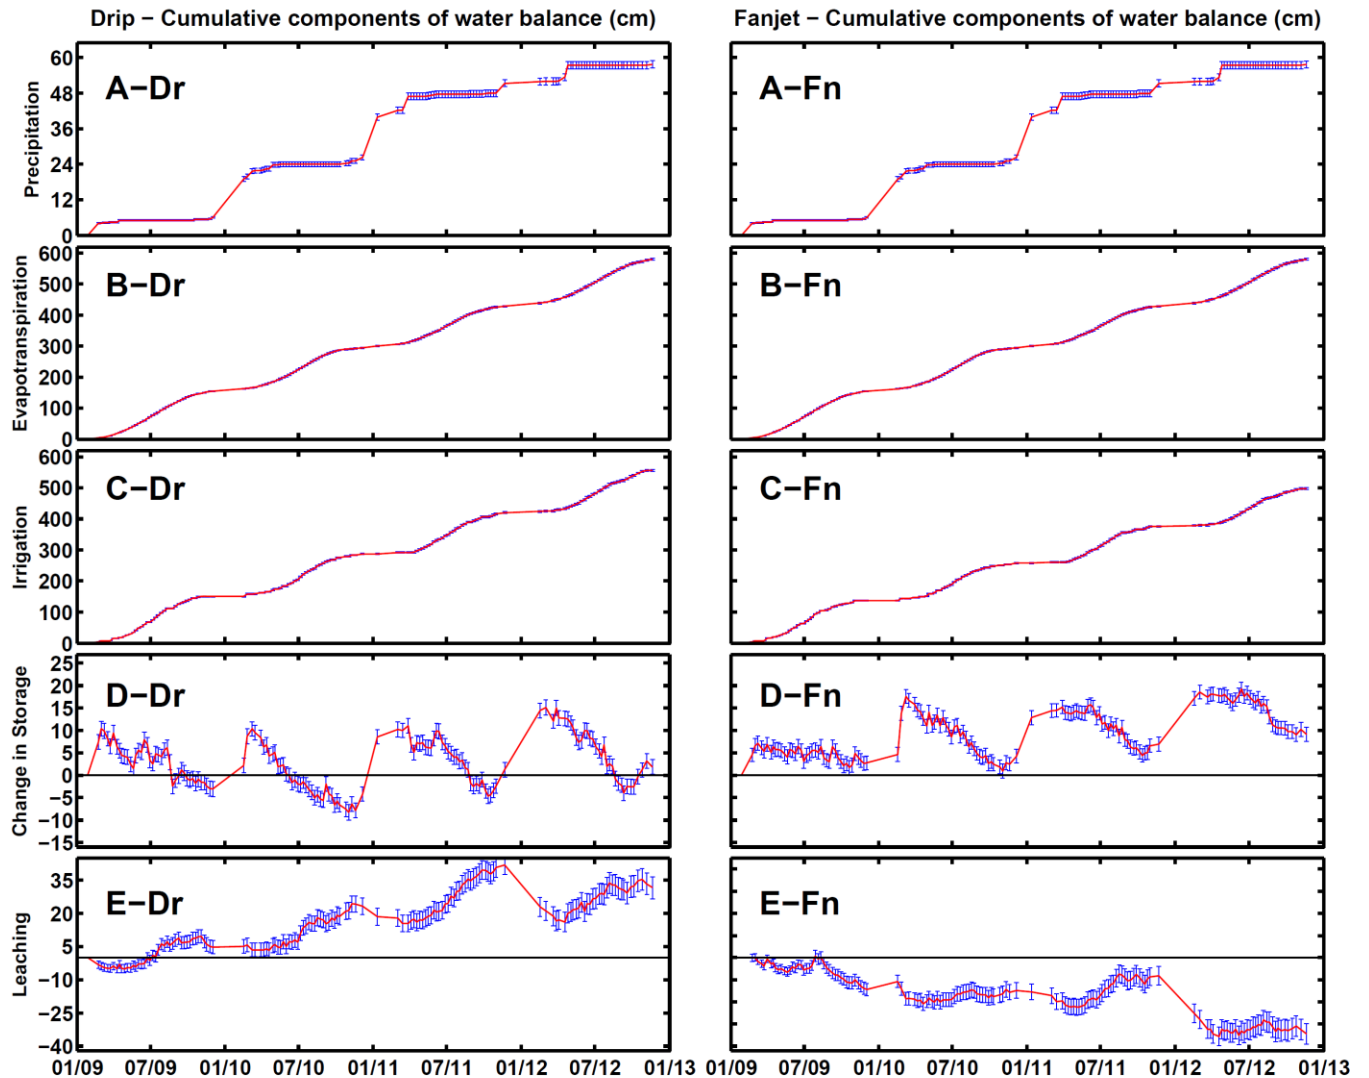 Drip − Cumulative components of water balance (cm)
Fanjet − Cumulative components of water balance (cm)
Precipitation
60
48
36
24
12
0
A−Dr
A−Fn
Evapotranspiration
600
500
400
300
200
100
0
B−Dr
B−Fn
Irrigation
600
500
400
300
200
100
0
C−Dr
C−Fn
Change in Storage
25
20
15
10
5
0
−5
−10
−15
D−Dr
D−Fn
Leaching
35
20
5
−10
−25
−40
E−Dr
E−Fn
01/09 07/09 01/10 07/10 01/11 07/11 01/12 07/12 01/13
01/09 07/09 01/10 07/10 01/11 07/11 01/12 07/12 01/13